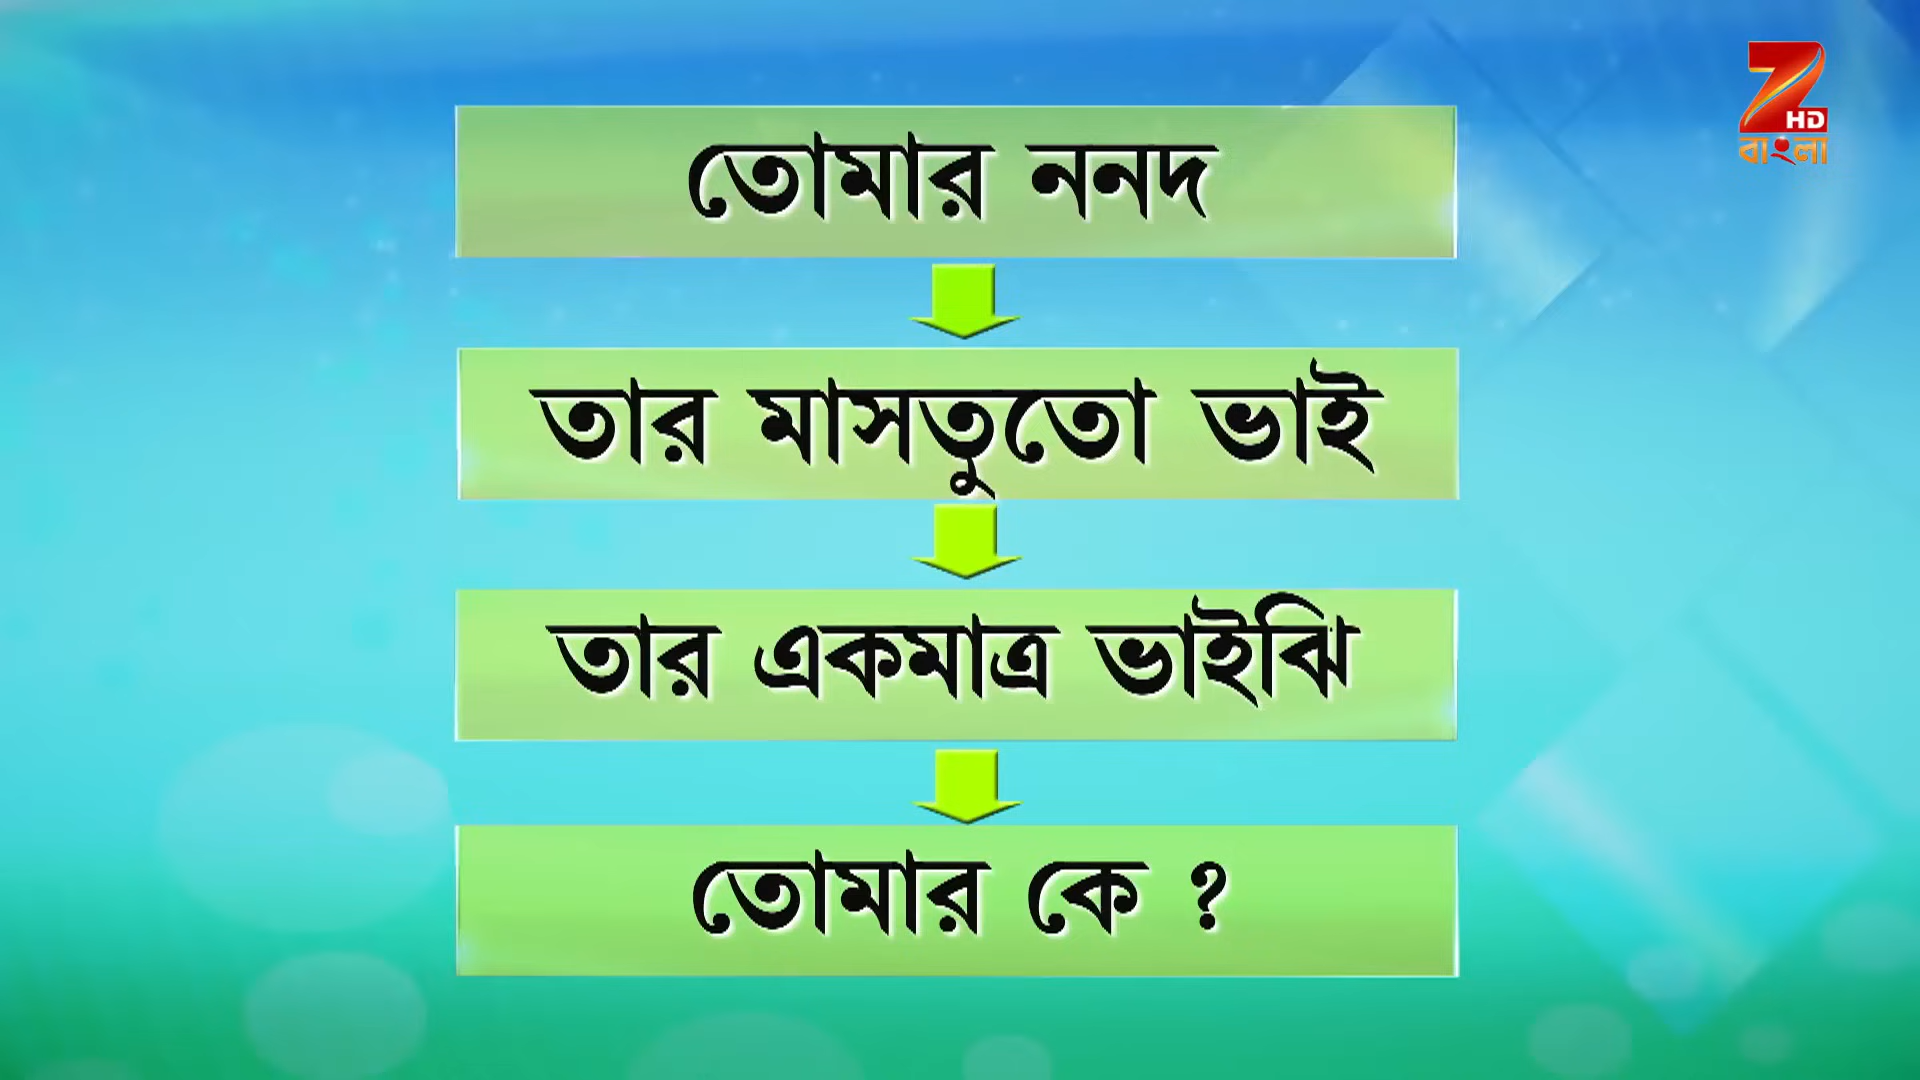 Z
HD
বাংলা
তোমার ননদ
তার মাসতুতো ভাই
তার একমাত্র ভাইঝি
তোমার কে ?